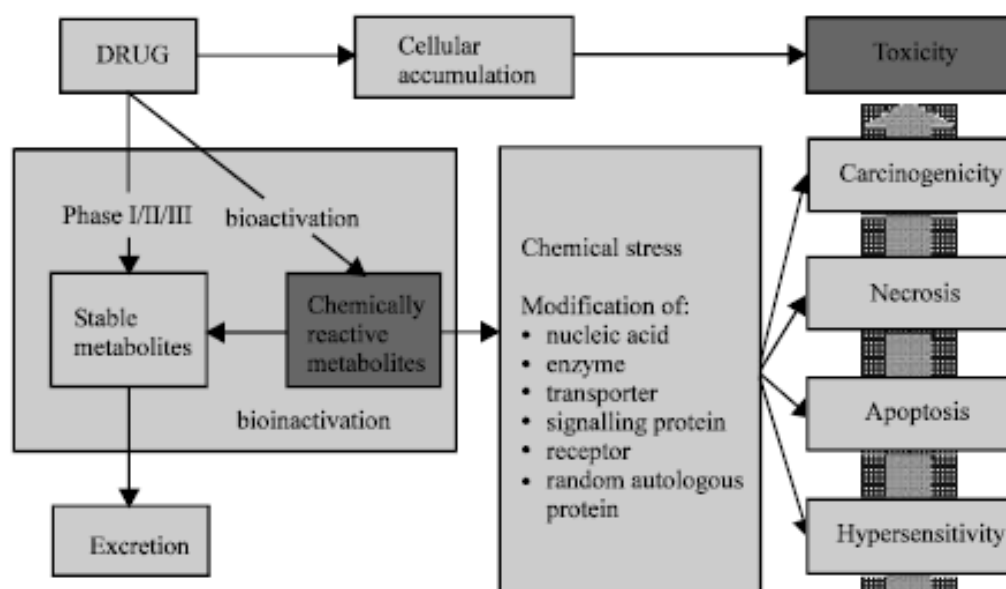 DRUG
Cellular
accumulation
Toxicity
Phase I/II/III
bioactivation
Stable
metabolites
Chemically
reactive
metabolites
bioinactivation
Excretion
Chemical stress
Modification of:
• nucleic acid
• enzyme
• transporter
• signalling protein
• receptor
• random autologous
protein
Carcinogenicity
Necrosis
Apoptosis
Hypersensitivity